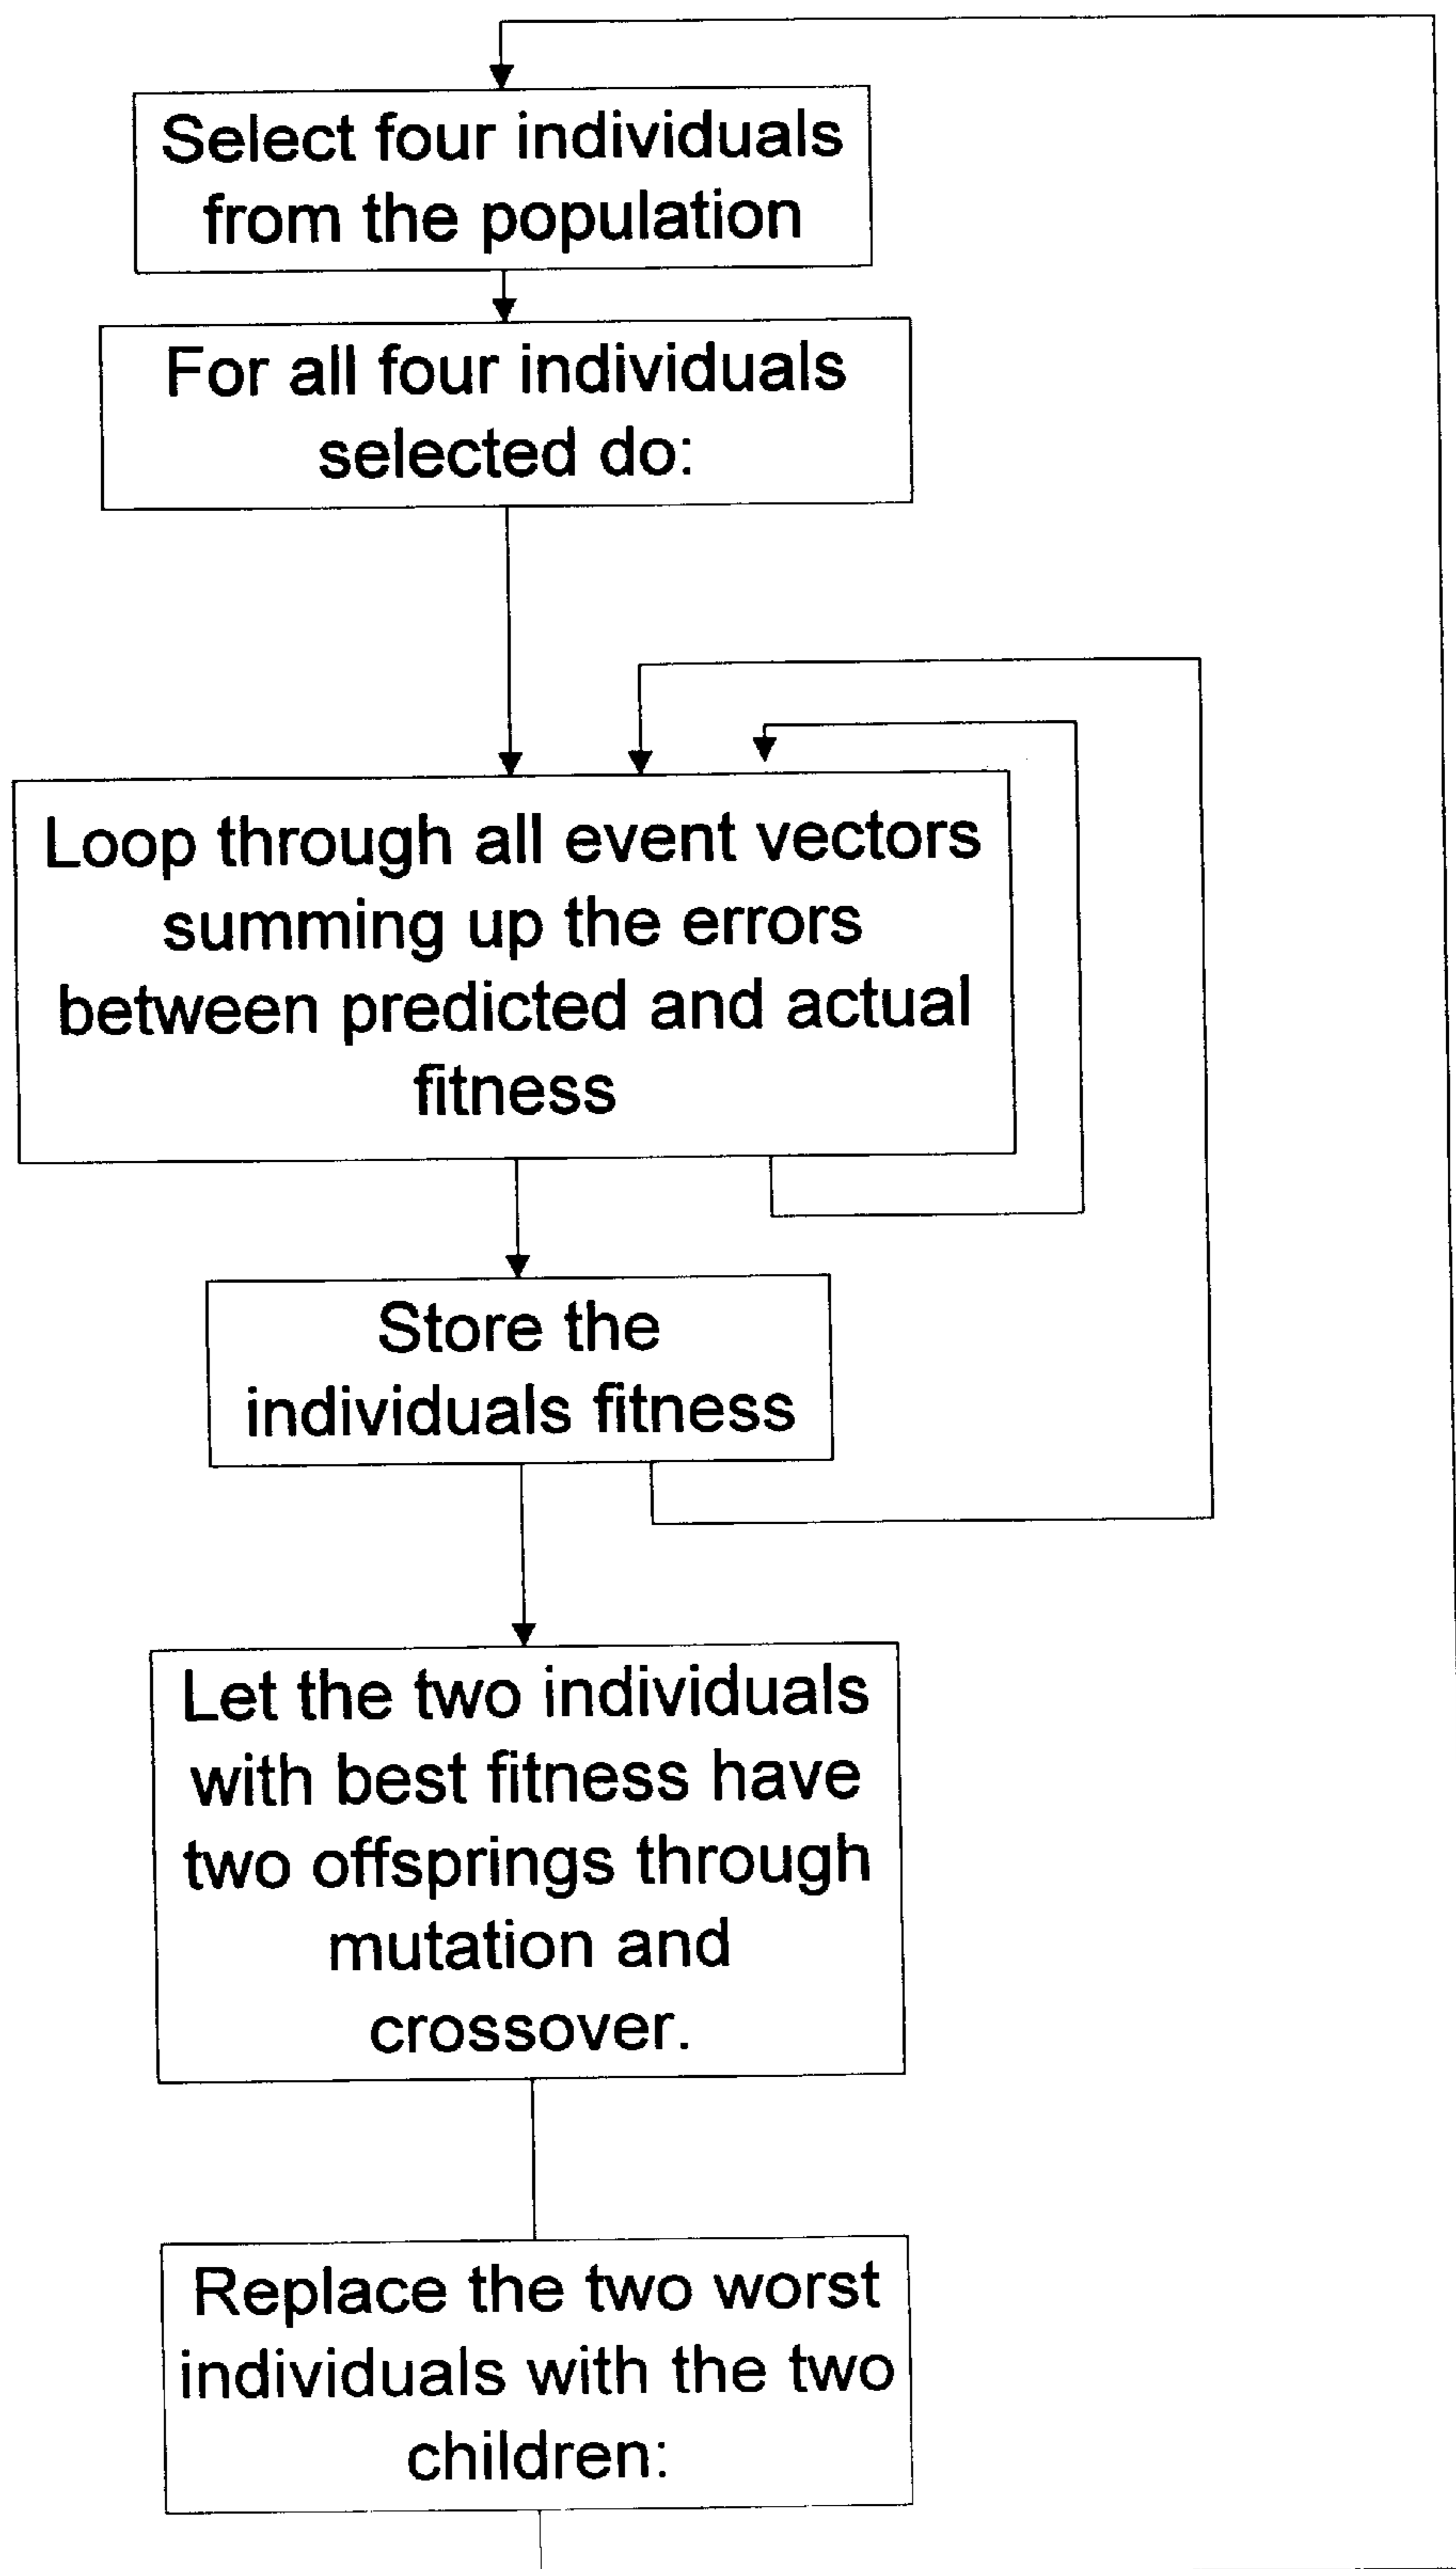 Select four individuals
from the population
For all four individuals
selected do:
Loop through all event vectors
summing up the errors
between predicted and actual
fitness
Store the
individuals fitness
Let the two individuals
with best fitness have
two offsprings through
mutation and
crossover.
Replace the two worst
individuals with the two
children: